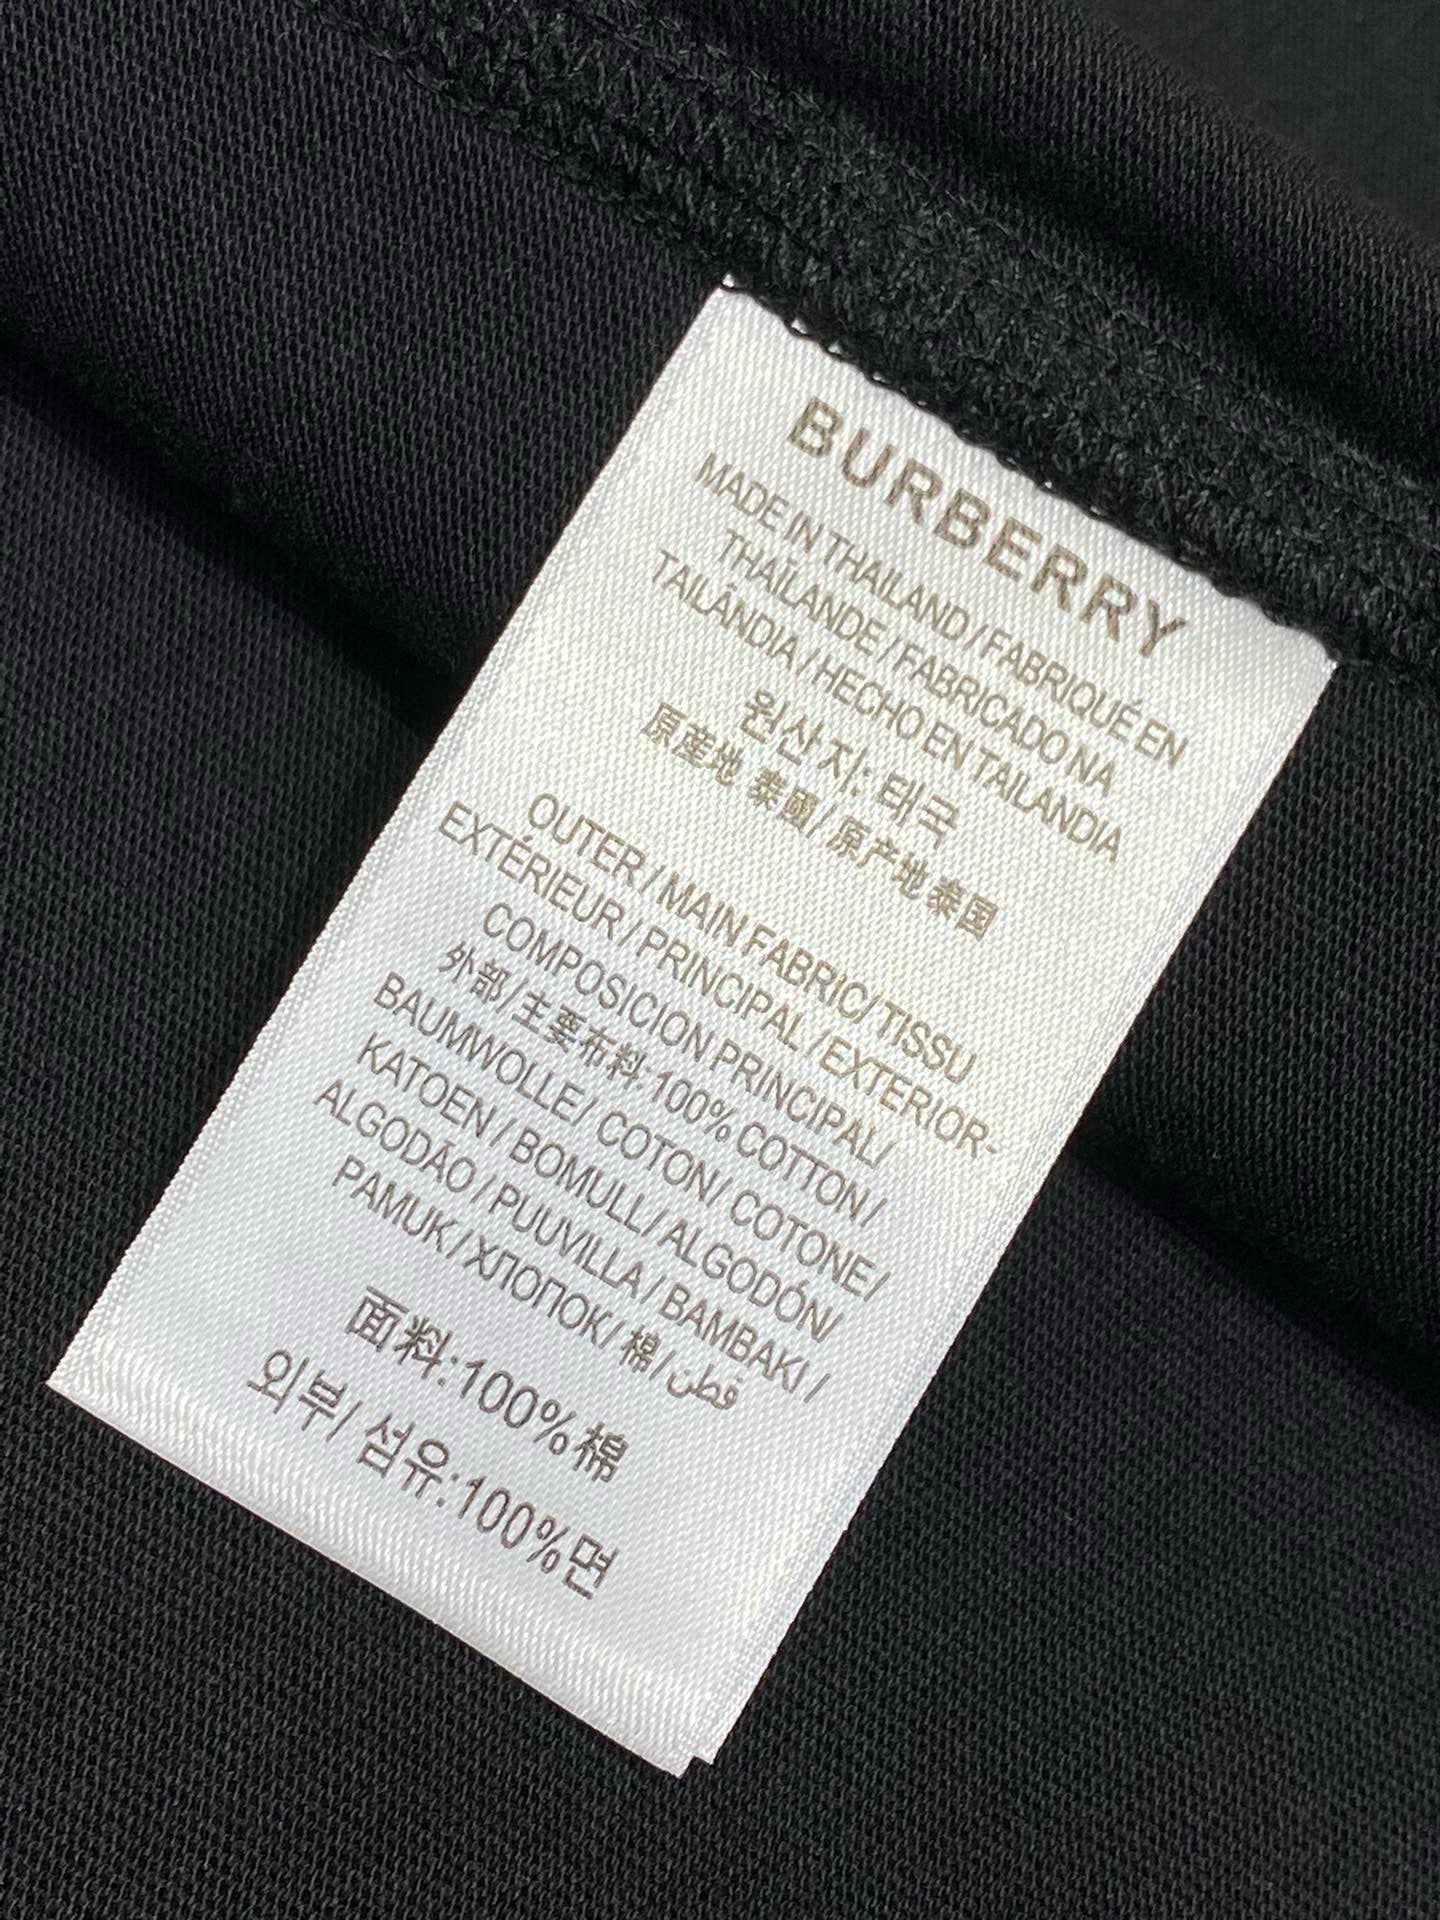 BURBERRY
MADE IN THAILAND / FABRIQUÉ EN
THAÏLANDE / FABRICADO NA
TAILÂNDIA / HECHO EN TAILANDIA
원산지: 태국
原產地 泰國/ 原产地 泰国
OUTER / MAIN FABRIC/ TISSU
EXTÉRIEUR / PRINCIPAL / EXTERIOR-
COMPOSICION PRINCIPAL/
外部/主要布料·100% COTTON /
BAUMWOLLE/ COTON/ COTONE/
KATOEN / BOMULL/ ALGODÓN/
ALGODÃO / PUUVILLA / BAMBAKI /
PAMUK / ХЛОПОК/ 棉/ قطن
面料:100%棉
외부/ 섬유:100%면